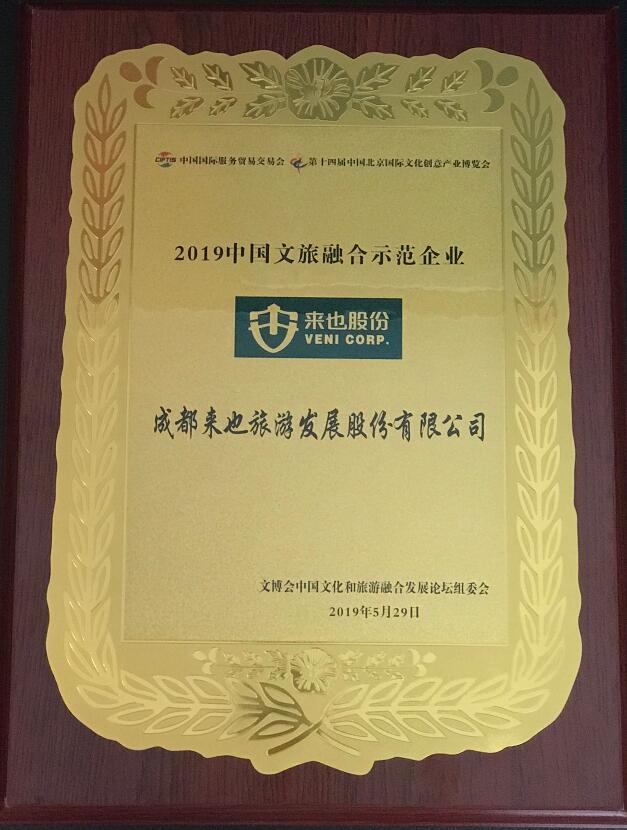 CIFTIS 中国国际服务贸易交易会 第十四届中国北京国际文化创意产业博览会
2019中国文旅融合示范企业
来也股份
VENI CORP.
成都来也旅游发展股份有限公司
文博会中国文化和旅游融合发展论坛组委会
2019年5月29日